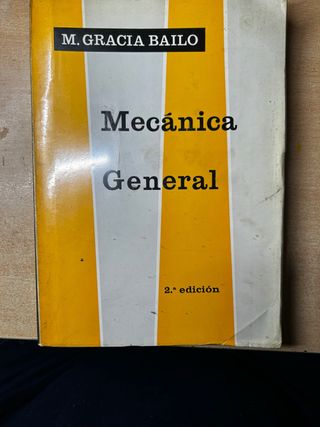 M. GRACIA BAILO
Mecánica
General
2.ª edición